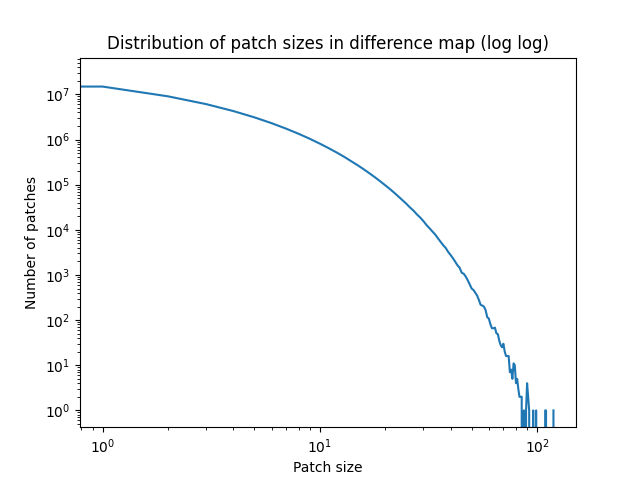 Distribution of patch sizes in difference map (log log)
Number of patches
10⁷
10⁶
10⁵
10⁴
10³
10²
10¹
10⁰
10⁰ 10¹ 10²
Patch size